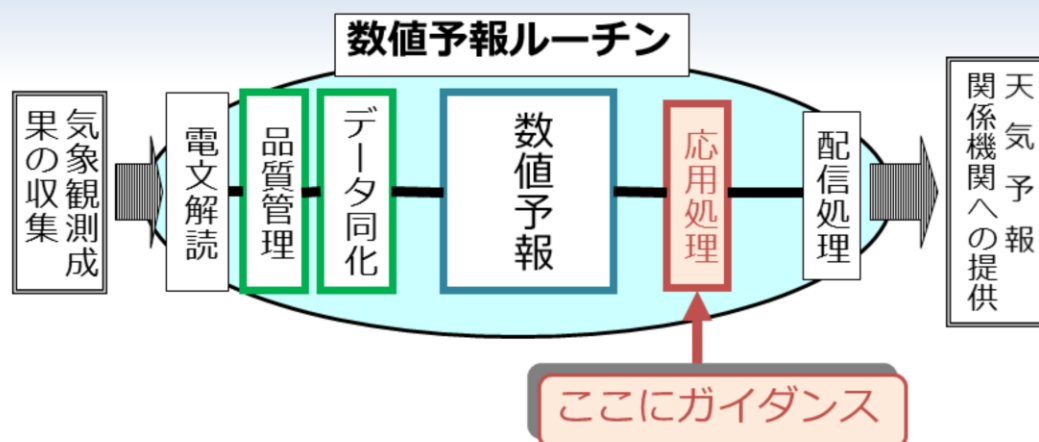 数値予報ルーチン
気象観測成
果の収集
電文解読
品質管理
データ同化
数値予報
応用処理
配信処理
天気予報
関係機関への提供
ここにガイダンス